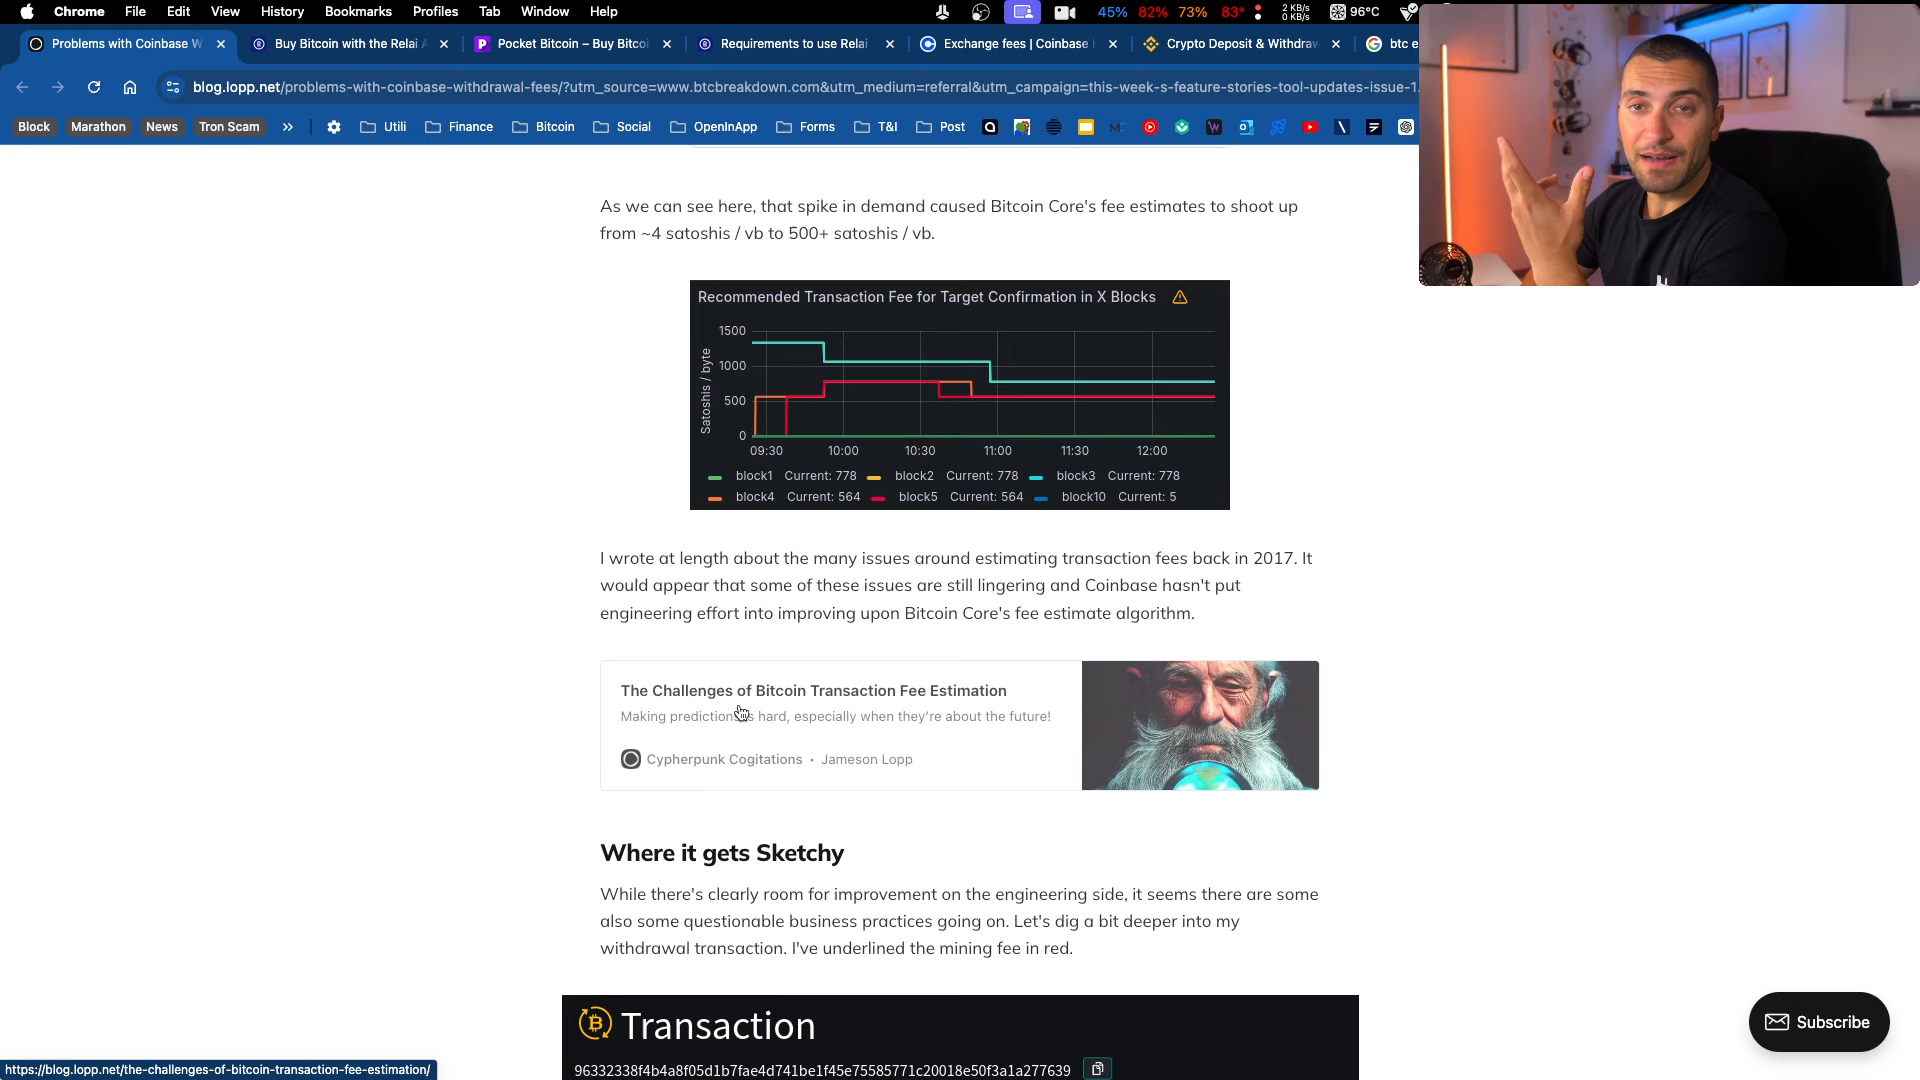 Chrome File Edit View History Bookmarks Profiles Tab Window Help 45% 82% 73% 83° 2 KB/s 0 KB/s 96°C
Problems with Coinbase W Buy Bitcoin with the Relai Pocket Bitcoin – Buy Bitcoi Requirements to use Relai Exchange fees | Coinbase Crypto Deposit & Withdraw btc e
blog.lopp.net/problems-with-coinbase-withdrawal-fees/?utm_source=www.btcbreakdown.com&utm_medium=referral&utm_campaign=this-week-s-feature-stories-tool-updates-issue-1
Block Marathon News Tron Scam » Utili Finance Bitcoin Social OpenInApp Forms T&I Post
As we can see here, that spike in demand caused Bitcoin Core's fee estimates to shoot up
from ~4 satoshis / vb to 500+ satoshis / vb.
Recommended Transaction Fee for Target Confirmation in X Blocks
Satoshis / byte
1500
1000
500
0
09:30 10:00 10:30 11:00 11:30 12:00
block1 Current: 778 block2 Current: 778 block3 Current: 778
block4 Current: 564 block5 Current: 564 block10 Current: 5
I wrote at length about the many issues around estimating transaction fees back in 2017. It
would appear that some of these issues are still lingering and Coinbase hasn't put
engineering effort into improving upon Bitcoin Core's fee estimate algorithm.
The Challenges of Bitcoin Transaction Fee Estimation
Making predictions is hard, especially when they're about the future!
Cypherpunk Cogitations • Jameson Lopp
Where it gets Sketchy
While there's clearly room for improvement on the engineering side, it seems there are some
also some questionable business practices going on. Let's dig a bit deeper into my
withdrawal transaction. I've underlined the mining fee in red.
Transaction
96332338f4b4a8f05d1b7fae4d741be1f45e75585771c20018e50f3a1a277639
Subscribe
https://blog.lopp.net/the-challenges-of-bitcoin-transaction-fee-estimation/